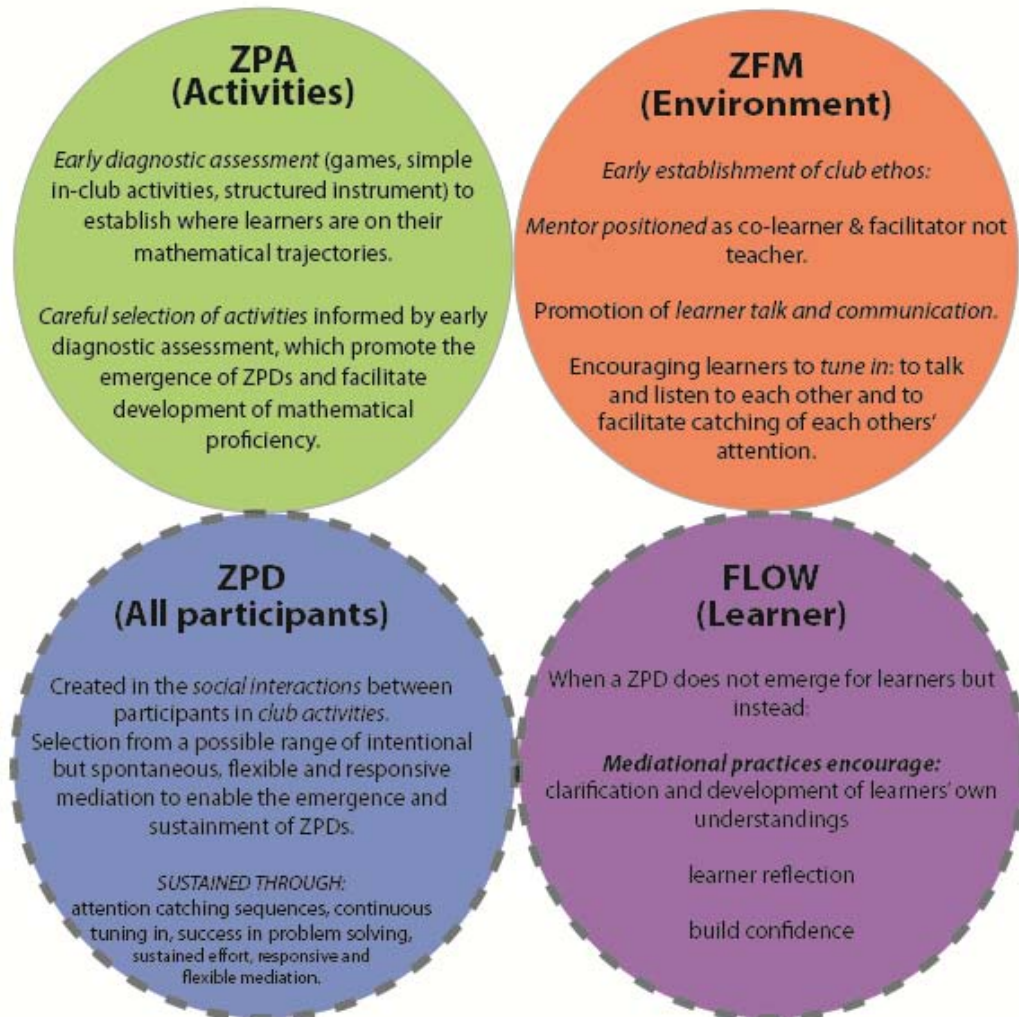 ZPA
(Activities)
Early diagnostic assessment (games, simple
in-club activities, structured instrument) to
establish where learners are on their
mathematical trajectories.
Careful selection of activities informed by early
diagnostic assessment, which promote the
emergence of ZPDs and facilitate
development of mathematical
proficiency.
ZFM
(Environment)
Early establishment of club ethos:
Mentor positioned as co-learner & facilitator not
teacher.
Promotion of learner talk and communication.
Encouraging learners to tune in: to talk
and listen to each other and to
facilitate catching of each others'
attention.
ZPD
(All participants)
Created in the social interactions between
participants in club activities.
Selection from a possible range of intentional
but spontaneous, flexible and responsive
mediation to enable the emergence and
sustainment of ZPDs.
SUSTAINED THROUGH:
attention catching sequences, continuous
tuning in, success in problem solving,
sustained effort, responsive and
flexible mediation.
FLOW
(Learner)
When a ZPD does not emerge for learners but
instead:
Mediational practices encourage:
clarification and development of learners' own
understandings
learner reflection
build confidence